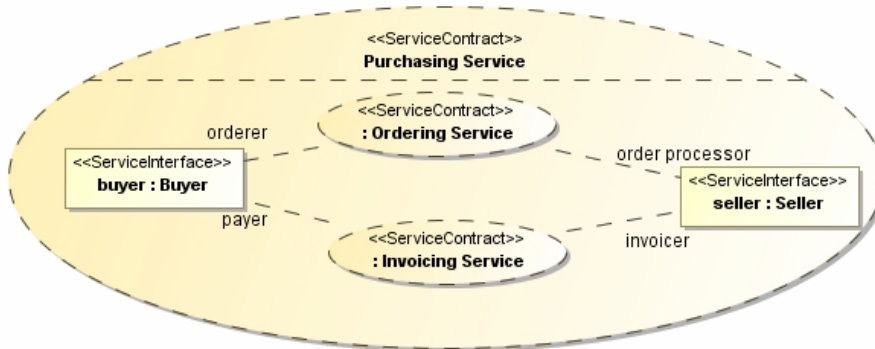 <<ServiceContract>>
Purchasing Service
<<ServiceContract>>
: Ordering Service
orderer
order processor
<<ServiceInterface>>
buyer : Buyer
<<ServiceInterface>>
seller : Seller
payer
<<ServiceContract>>
: Invoicing Service
invoicer